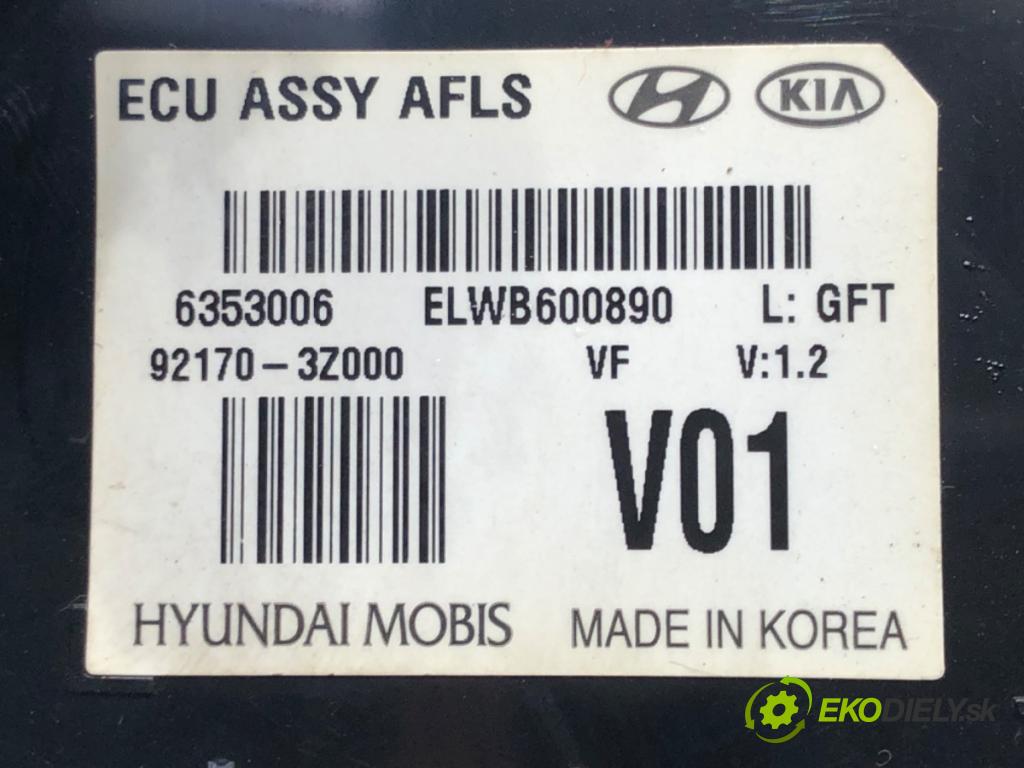 ECU ASSY AFLS KIA
6353006 ELWB600890 L: GFT
92170-3Z000 VF V:1.2
V01
HYUNDAI MOBIS MADE IN KOREA
EKODIELY.sk